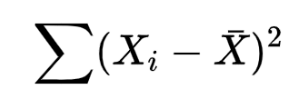 ∑(Xᵢ − X̄)²